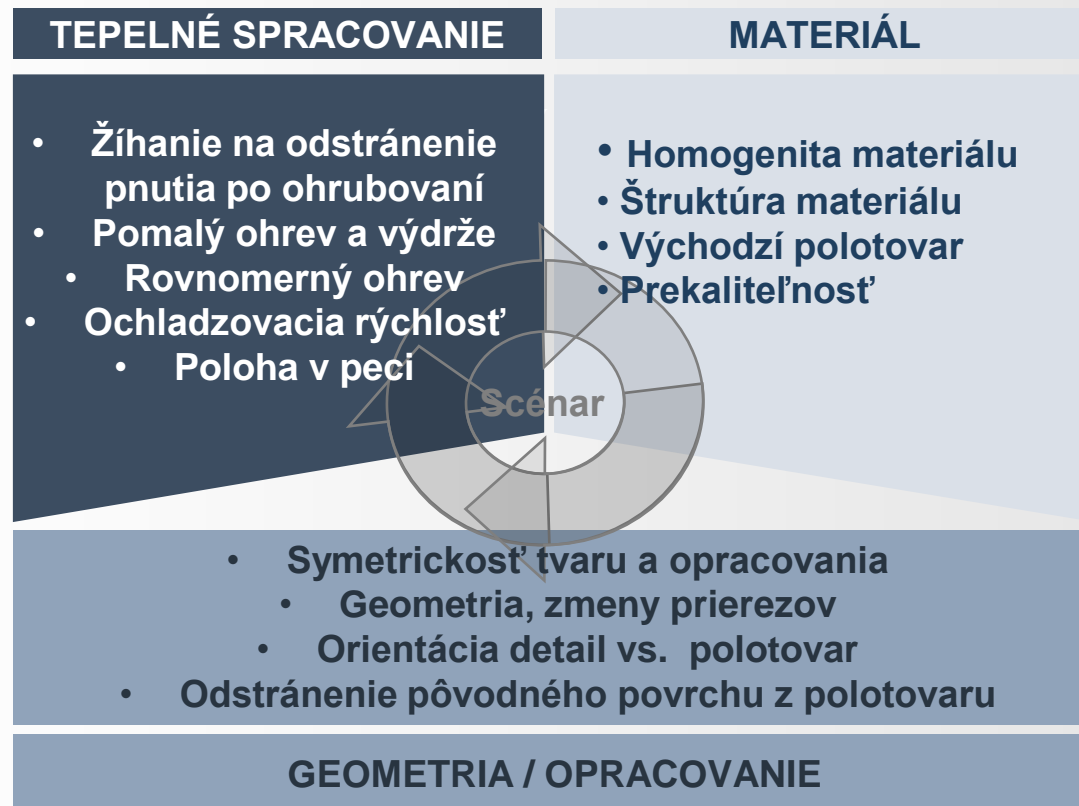 TEPELNÉ SPRACOVANIE
• Žíhanie na odstránenie
pnutia po ohrubovaní
• Pomalý ohrev a výdrže
• Rovnomerný ohrev
• Ochladzovacia rýchlosť
• Poloha v peci
MATERIÁL
• Homogenita materiálu
• Štruktúra materiálu
• Východzí polotovar
• Prekaliteľnosť
Scénar
• Symetrickosť tvaru a opracovania
• Geometria, zmeny prierezov
• Orientácia detail vs. polotovar
• Odstránenie pôvodného povrchu z polotovaru
GEOMETRIA / OPRACOVANIE